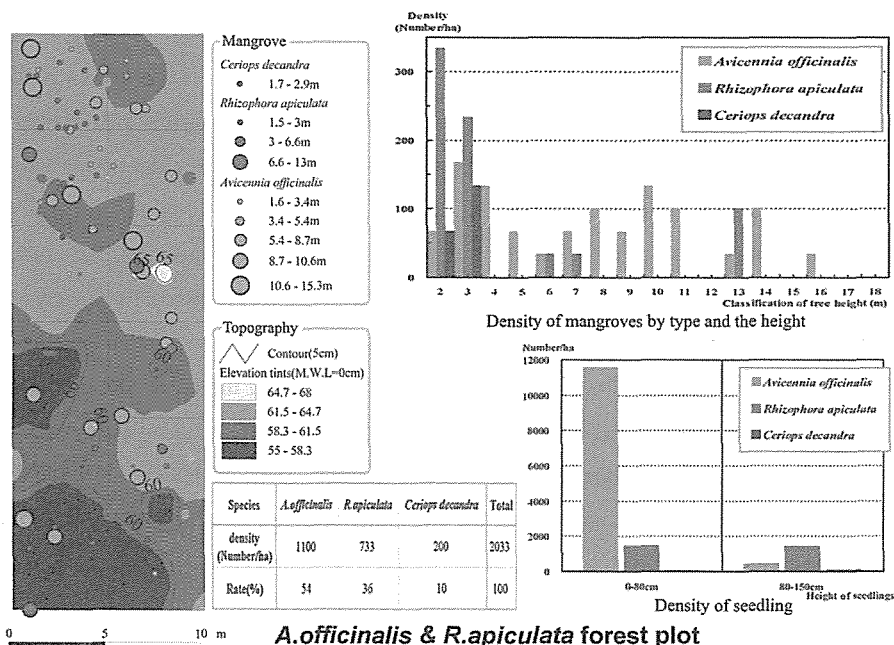 65 65
60
60
60
0 5 10 m
Mangrove
Ceriops decandra
1.7 - 2.9m
Rhizophora apiculata
1.5 - 3m
3 - 6.6m
6.6 - 13m
Avicennia officinalis
1.6 - 3.4m
3.4 - 5.4m
5.4 - 8.7m
8.7 - 10.6m
10.6 - 15.3m
Topography
Contour(5cm)
Elevation tints(M.W.L=0cm)
64.7 - 68
61.5 - 64.7
58.3 - 61.5
55 - 58.3
Species A.officinalis R.apiculata Ceriops decandra Total
density
(Number/ha) 1100 733 200 2033
Rate(%) 54 36 10 100
Density
(Number/ha)
300
200
100
0
Avicennia officinalis
Rhizophora apiculata
Ceriops decandra
2 3 4 5 6 7 8 9 10 11 12 13 14 15 16 17 18
Classification of tree height (m)
Density of mangroves by type and the height
Number/ha
12000
10000
8000
6000
4000
2000
0
Avicennia officinalis
Rhizophora apiculata
Ceriops decandra
0-80cm 80-150cm
Height of seedlings
Density of seedling
A.officinalis & R.apiculata forest plot